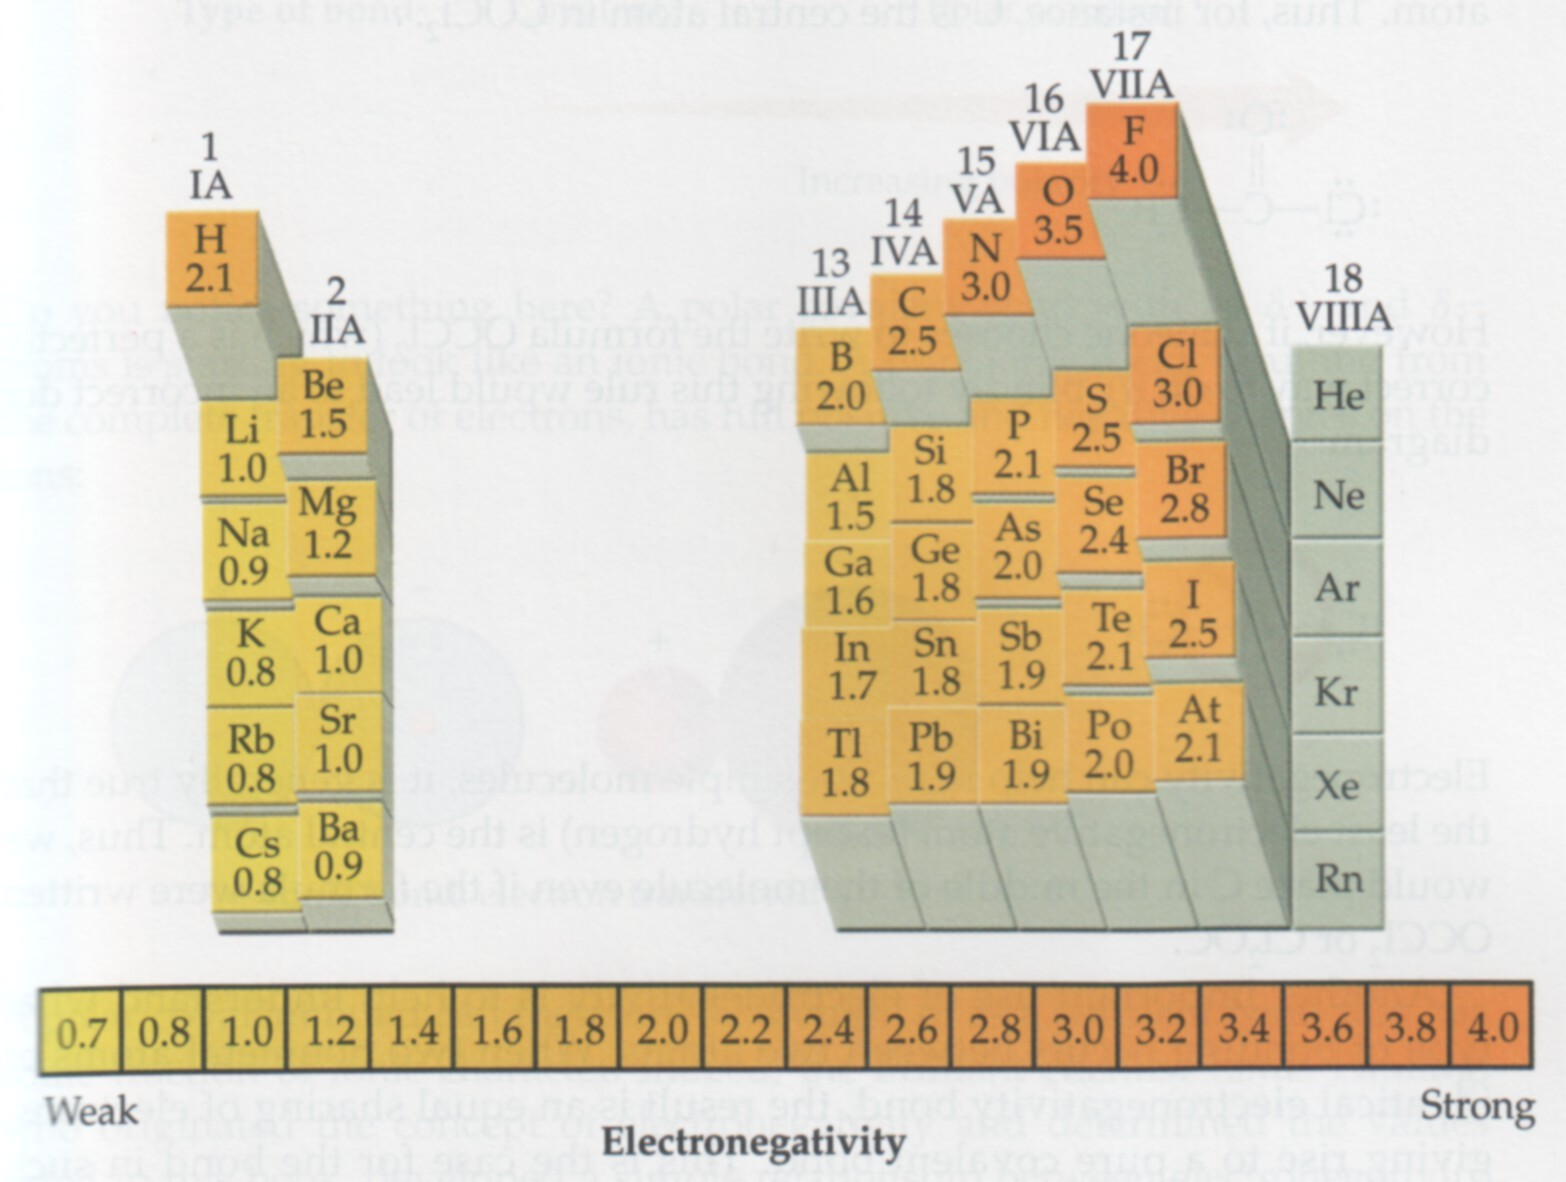 1
IA
H
2.1
Li
1.0
Na
0.9
K
0.8
Rb
0.8
Cs
0.8
2
IIA
Be
1.5
Mg
1.2
Ca
1.0
Sr
1.0
Ba
0.9
13
IIIA
B
2.0
Al
1.5
Ga
1.6
In
1.7
Tl
1.8
14
IVA
C
2.5
Si
1.8
Ge
1.8
Sn
1.8
Pb
1.9
15
VA
N
3.0
P
2.1
As
2.0
Sb
1.9
Bi
1.9
16
VIA
O
3.5
S
2.5
Se
2.4
Te
2.1
Po
2.0
17
VIIA
F
4.0
Cl
3.0
Br
2.8
I
2.5
At
2.1
18
VIIIA
He
Ne
Ar
Kr
Xe
Rn
0.7 0.8 1.0 1.2 1.4 1.6 1.8 2.0 2.2 2.4 2.6 2.8 3.0 3.2 3.4 3.6 3.8 4.0
Weak Strong
Electronegativity